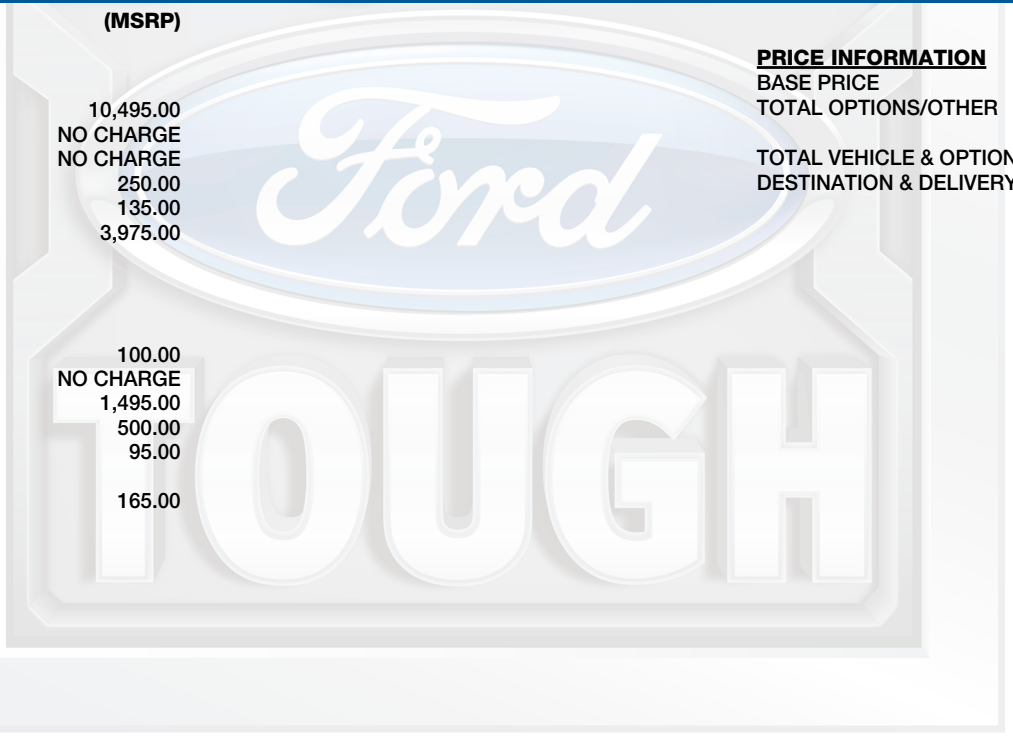 (MSRP)
10,495.00
NO CHARGE
NO CHARGE
250.00
135.00
3,975.00
100.00
NO CHARGE
1,495.00
500.00
95.00
165.00
PRICE INFORMATION
BASE PRICE
TOTAL OPTIONS/OTHER
TOTAL VEHICLE & OPTION
DESTINATION & DELIVERY
Ford
TOUGH